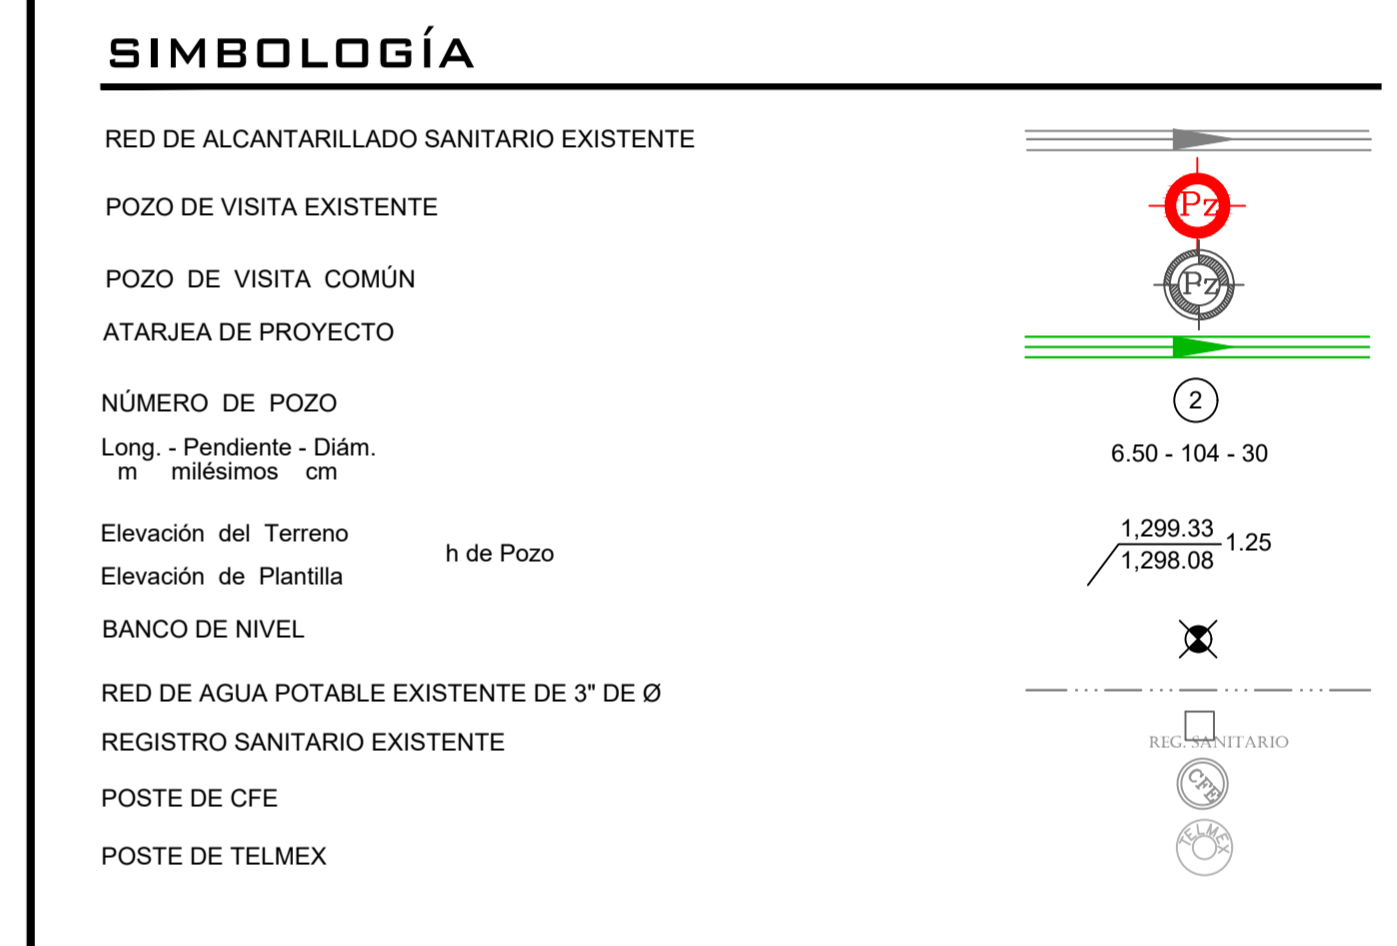 SIMBOLOGÍA
RED DE ALCANTARILLADO SANITARIO EXISTENTE
POZO DE VISITA EXISTENTE
Pz
POZO DE VISITA COMÚN
Pz
ATARJEA DE PROYECTO
NÚMERO DE POZO
2
Long. - Pendiente - Diám.
m milésimos cm
6.50 - 104 - 30
Elevación del Terreno
Elevación de Plantilla
h de Pozo
1,299.33
1,298.08
1.25
BANCO DE NIVEL
RED DE AGUA POTABLE EXISTENTE DE 3" DE Ø
REGISTRO SANITARIO EXISTENTE
REG. SANITARIO
POSTE DE CFE
CFE
POSTE DE TELMEX
TELMEX